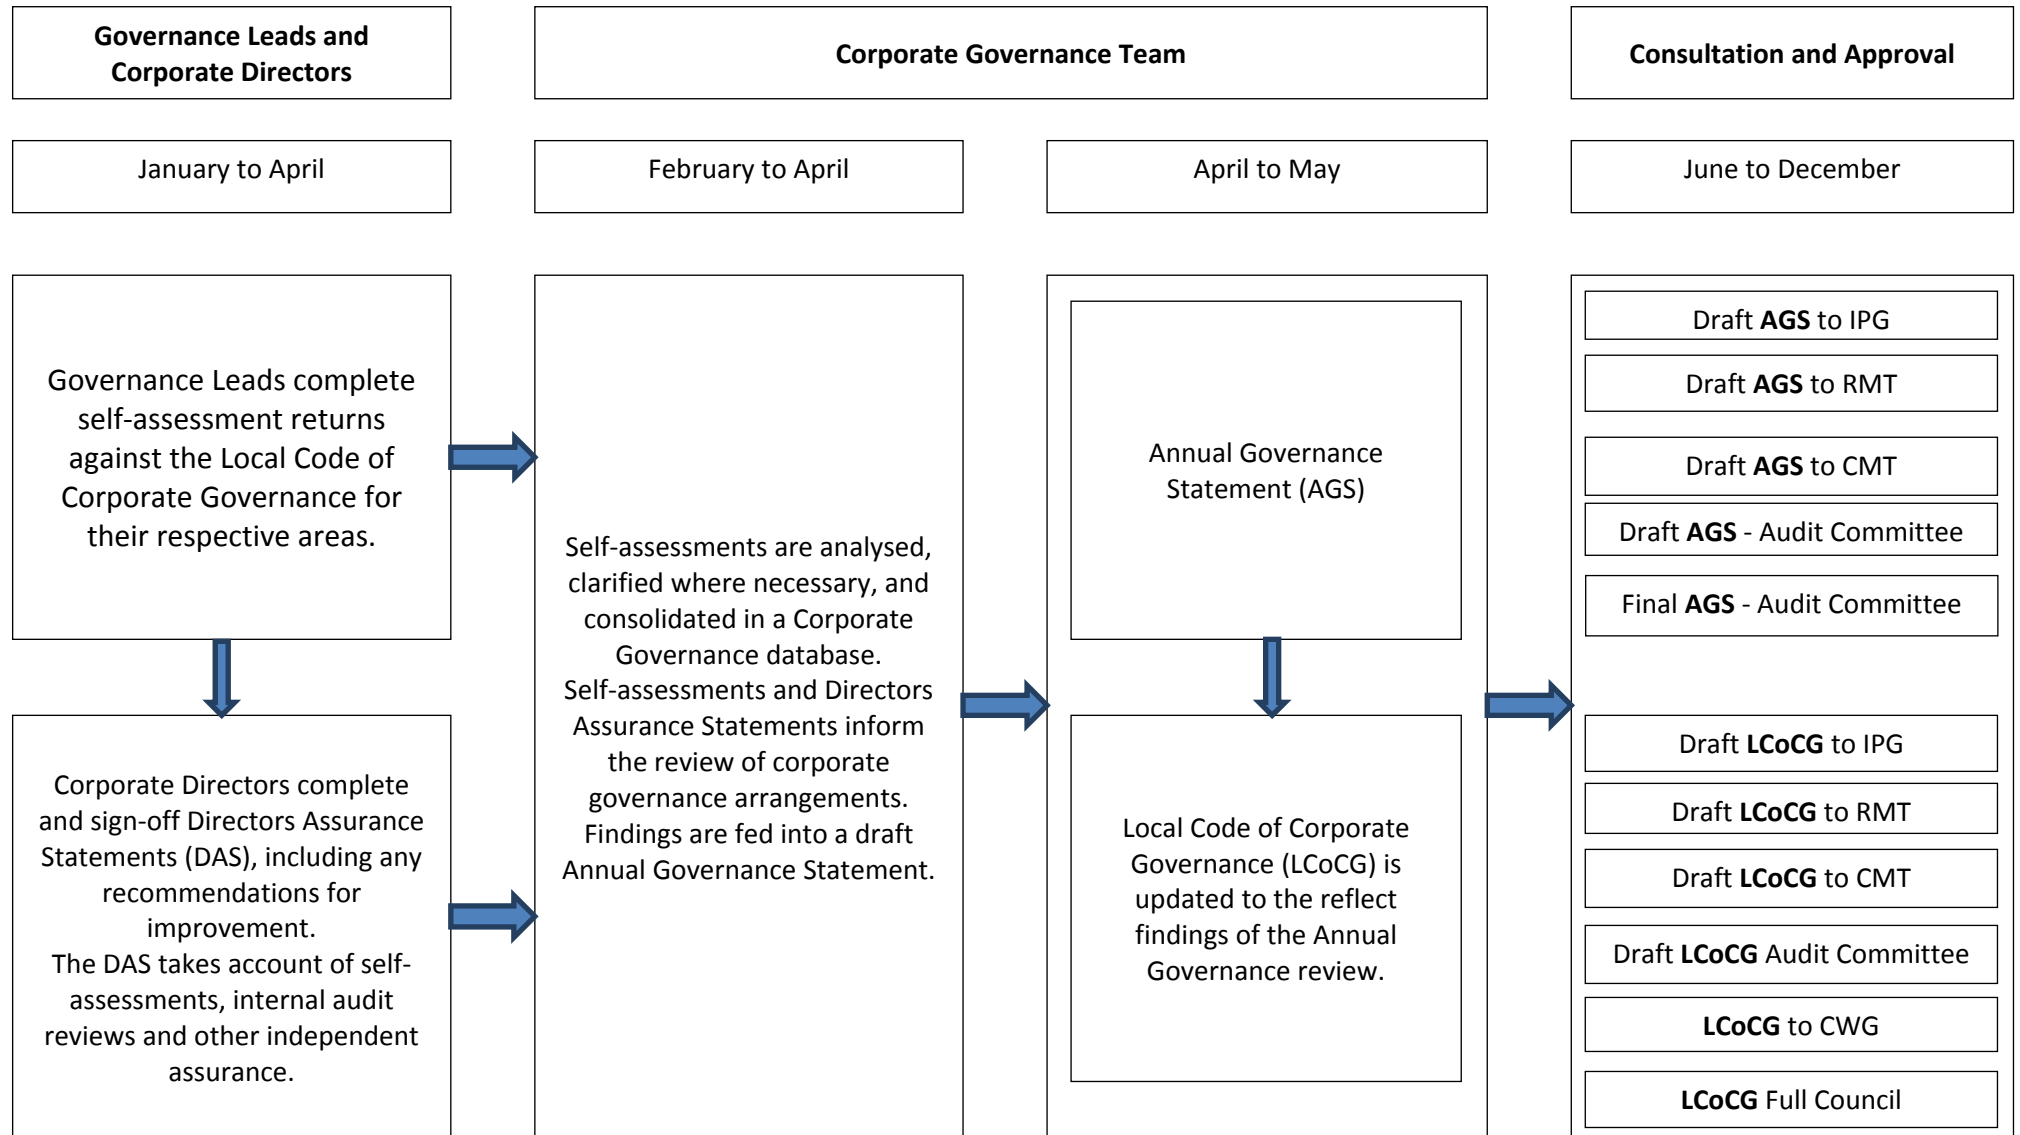 Governance Leads and
Corporate Directors
Corporate Governance Team
Consultation and Approval
January to April
February to April
April to May
June to December
Governance Leads complete
self-assessment returns
against the Local Code of
Corporate Governance for
their respective areas.
Corporate Directors complete
and sign-off Directors Assurance
Statements (DAS), including any
recommendations for
improvement.
The DAS takes account of self-
assessments, internal audit
reviews and other independent
assurance.
Self-assessments are analysed,
clarified where necessary, and
consolidated in a Corporate
Governance database.
Self-assessments and Directors
Assurance Statements inform
the review of corporate
governance arrangements.
Findings are fed into a draft
Annual Governance Statement.
Annual Governance
Statement (AGS)
Local Code of Corporate
Governance (LCoCG) is
updated to the reflect
findings of the Annual
Governance review.
Draft AGS to IPG
Draft AGS to RMT
Draft AGS to CMT
Draft AGS - Audit Committee
Final AGS - Audit Committee
Draft LCoCG to IPG
Draft LCoCG to RMT
Draft LCoCG to CMT
Draft LCoCG Audit Committee
LCoCG to CWG
LCoCG Full Council